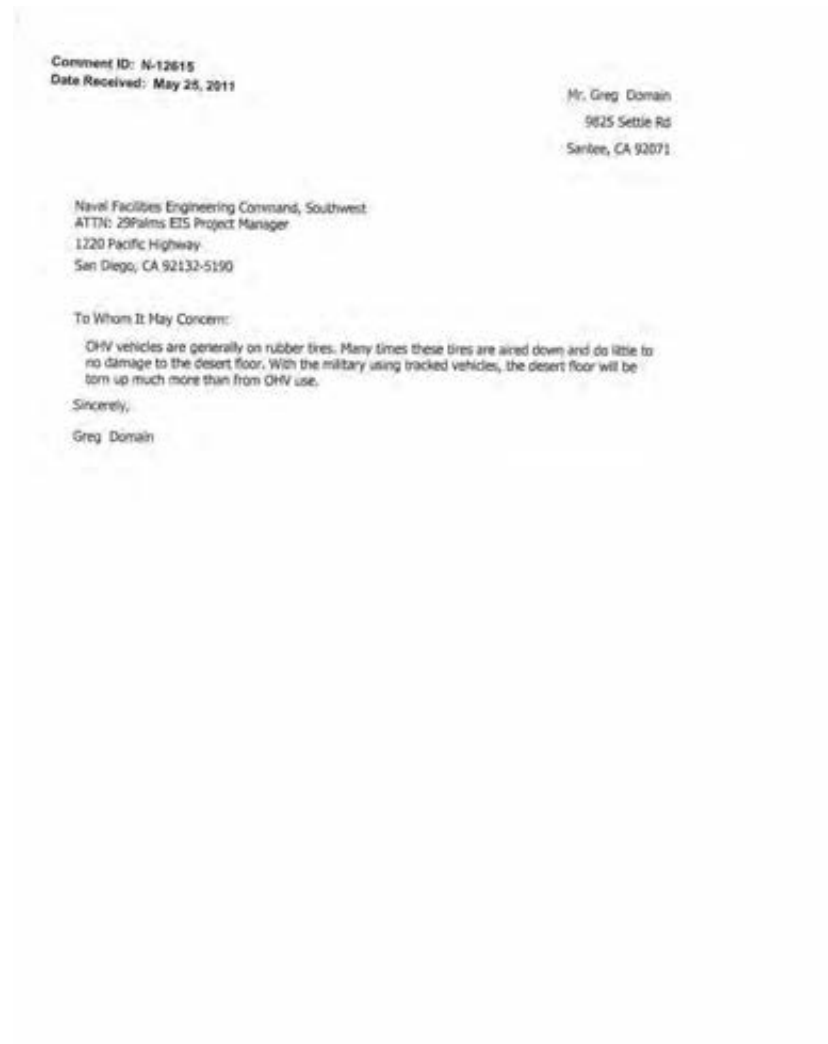 Comment ID: N-12615
Date Received: May 25, 2011
Mr. Greg Domain
9825 Settle Rd
Santee, CA 92071
Naval Facilities Engineering Command, Southwest
ATTN: 29Palms EIS Project Manager
1220 Pacific Highway
San Diego, CA 92132-5190
To Whom It May Concern:
OHV vehicles are generally on rubber tires. Many times these tires are aired down and do little to
no damage to the desert floor. With the military using tracked vehicles, the desert floor will be
torn up much more than from OHV use.
Sincerely,
Greg Domain